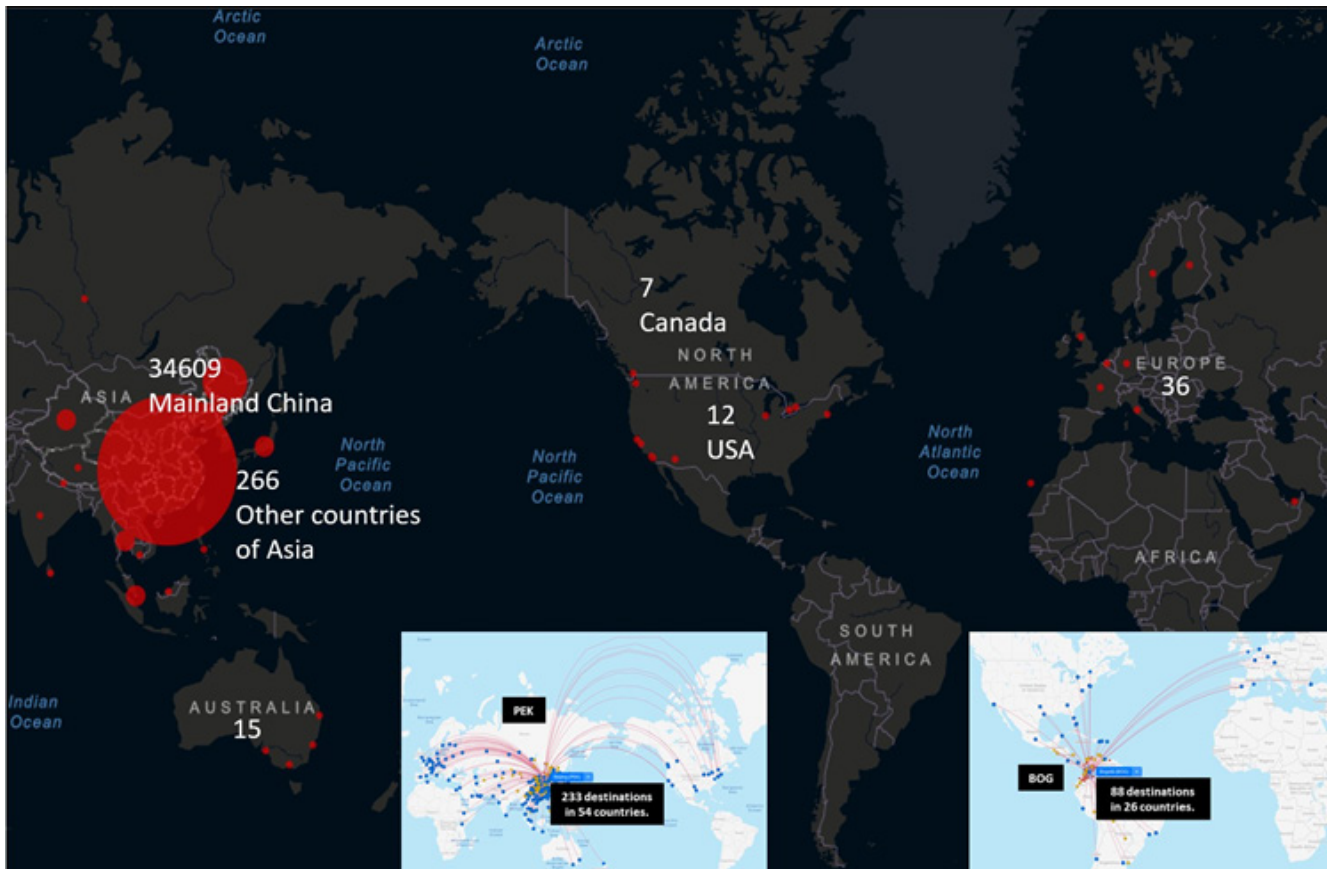 Arctic
Ocean
Arctic
Ocean
7
Canada
NORTH
AMERICA
12
USA
34609
Mainland China
ASIA
266
Other countries
of Asia
North
Pacific
Ocean
North
Pacific
Ocean
North
Atlantic
Ocean
EUROPE
36
AFRICA
SOUTH
AMERICA
Indian
Ocean
AUSTRALIA
15
PEK
233 destinations
in 54 countries.
BOG
88 destinations
in 26 countries.